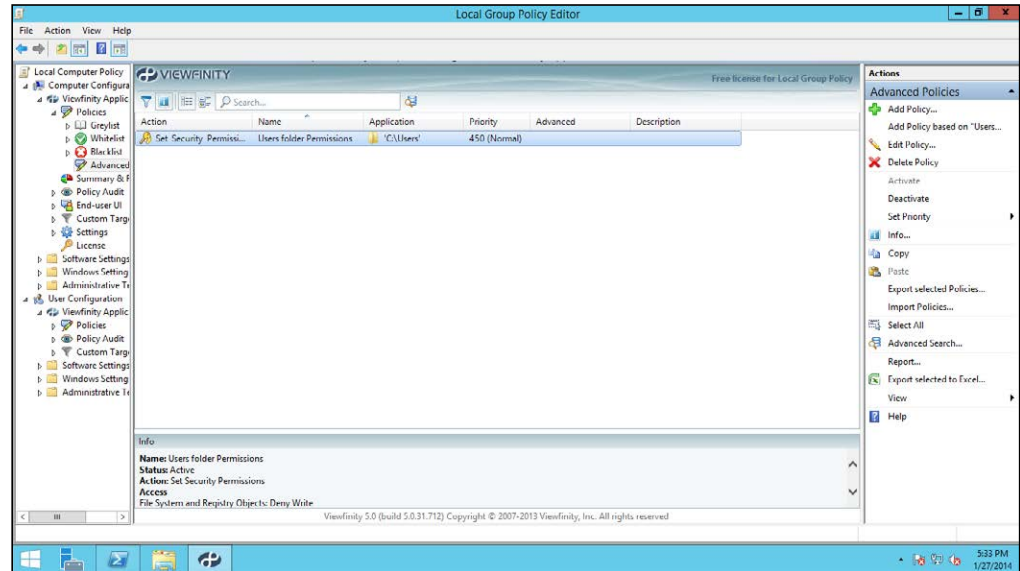 Local Group Policy Editor
File Action View Help
Local Computer Policy
Computer Configura
Viewfinity Applic
Policies
Greylist
Whitelist
Blacklist
Advanced
Summary & R
Policy Audit
End-user UI
Custom Targ
Settings
License
Software Settings
Windows Setting
Administrative Te
User Configuration
Viewfinity Applic
Policies
Policy Audit
Custom Targ
Software Settings
Windows Setting
Administrative Te
VIEWFINITY
Free license for Local Group Policy
Search...
Action Name Application Priority Advanced Description
Set Security Permissi... Users folder Permissions 'C:\Users' 450 (Normal)
Info
Name: Users folder Permissions
Status: Active
Action: Set Security Permissions
Access
File System and Registry Objects: Deny Write
Viewfinity 5.0 (build 5.0.31.712) Copyright © 2007-2013 Viewfinity, Inc. All rights reserved
Actions
Advanced Policies
Add Policy...
Add Policy based on "Users...
Edit Policy...
Delete Policy
Activate
Deactivate
Set Priority
Info...
Copy
Paste
Export selected Policies...
Import Policies...
Select All
Advanced Search...
Report...
Export selected to Excel...
View
Help
5:33 PM
1/27/2014